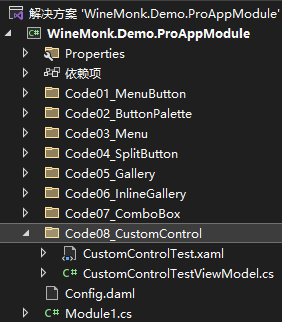 解决方案 'WineMonk.Demo.ProAppModule'
C# WineMonk.Demo.ProAppModule
Properties
依赖项
Code01_MenuButton
Code02_ButtonPalette
Code03_Menu
Code04_SplitButton
Code05_Gallery
Code06_InlineGallery
Code07_ComboBox
Code08_CustomControl
CustomControlTest.xaml
C# CustomControlTestViewModel.cs
Config.daml
C# Module1.cs